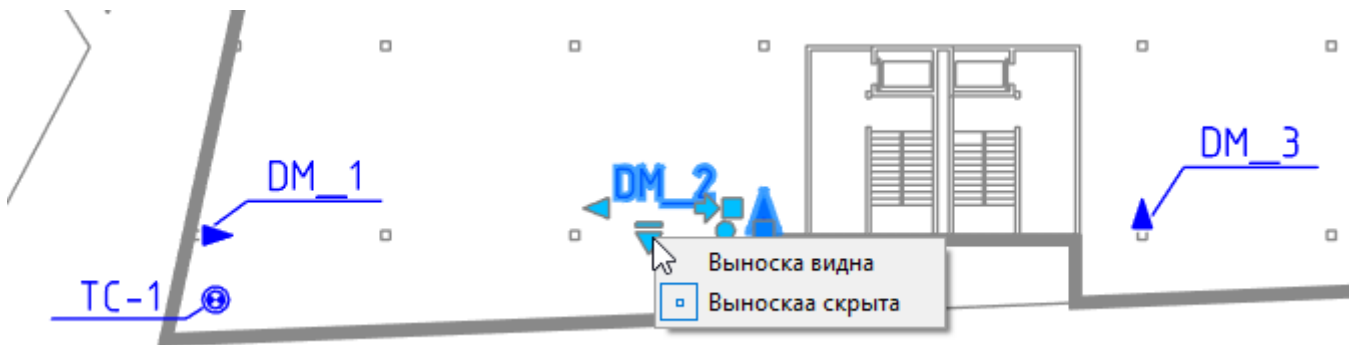 DM_3
DM_1
DM_2
Выноска видна
Выноскаа скрыта
TC-1